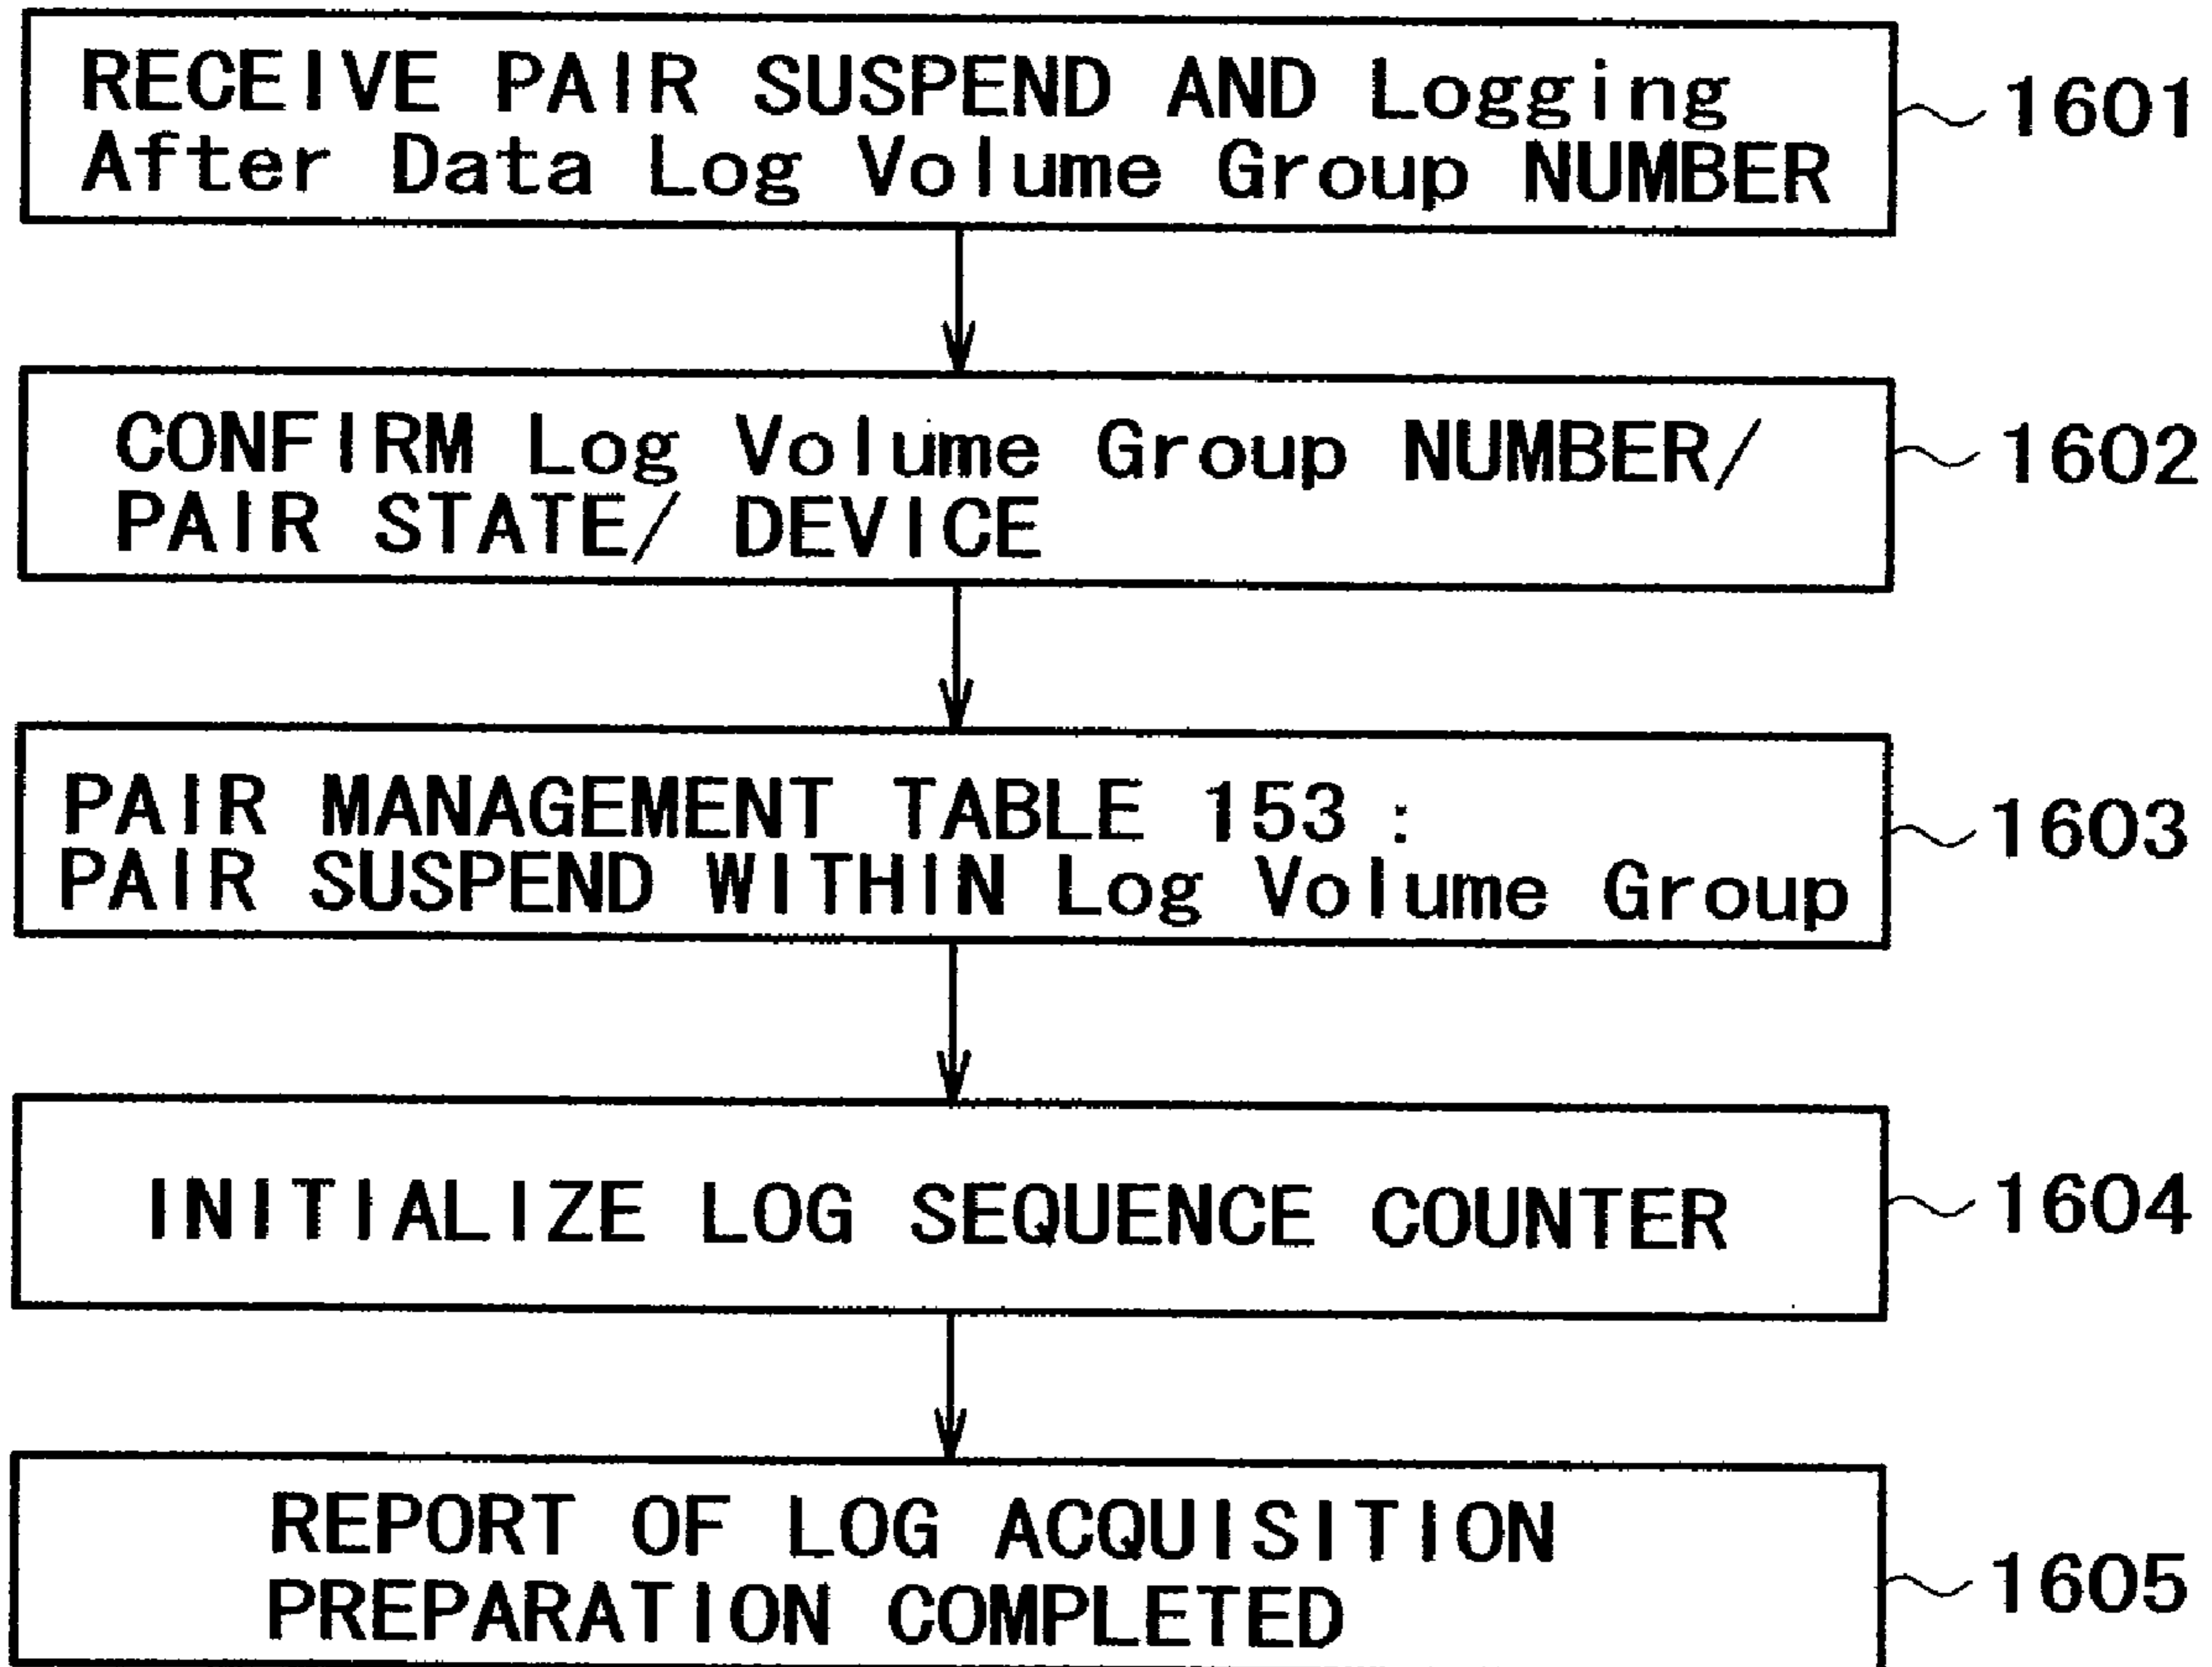 RECEIVE PAIR SUSPEND AND Logging
After Data Log Volume Group NUMBER
1601
CONFIRM Log Volume Group NUMBER/
PAIR STATE/ DEVICE
1602
PAIR MANAGEMENT TABLE 153 :
PAIR SUSPEND WITHIN Log Volume Group
1603
INITIALIZE LOG SEQUENCE COUNTER
1604
REPORT OF LOG ACQUISITION
PREPARATION COMPLETED
1605